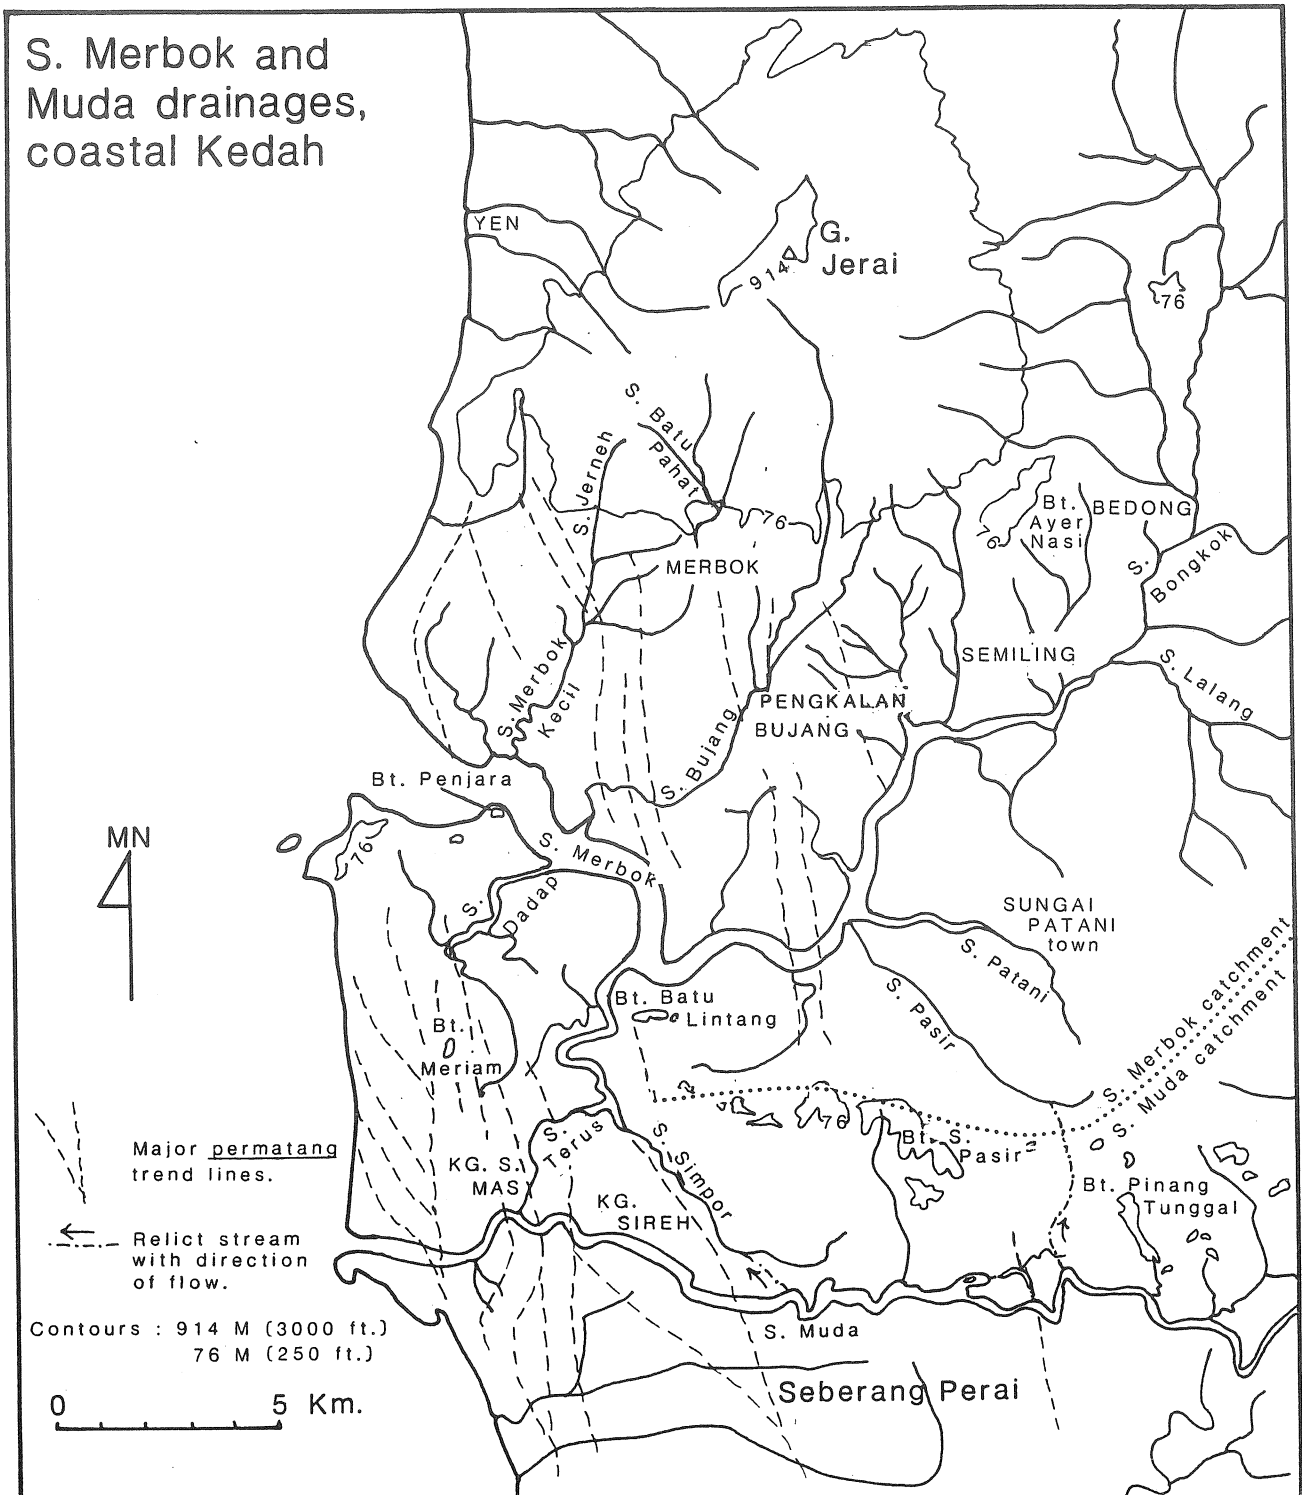 S. Merbok and
Muda drainages,
coastal Kedah
YEN
G.
Jerai
914
76
S. Batu
Pahat
S. Jerneh
76
Bt.
Ayer
Nasi
76
BEDONG
S.
Bongkok
MERBOK
S. Merbok
Kecil
SEMILING
S. Lalang
PENGKALAN
BUJANG
S. Bujang
Bt. Penjara
MN
76
S. Merbok
S.
Dadap
SUNGAI
PATANI
town
S. Patani
S. Pasir
Bt. Batu
Lintang
Bt.
Meriam
S. Merbok catchment
S. Muda catchment
76
Bt. S.
Pasir
Major permatang
trend lines.
S.
Terus
S. Simpor
KG. S.
MAS
KG.
SIREH
Bt. Pinang
Tunggal
Relict stream
with direction
of flow.
Contours : 914 M (3000 ft.)
76 M (250 ft.)
S. Muda
Seberang Perai
0 5 Km.